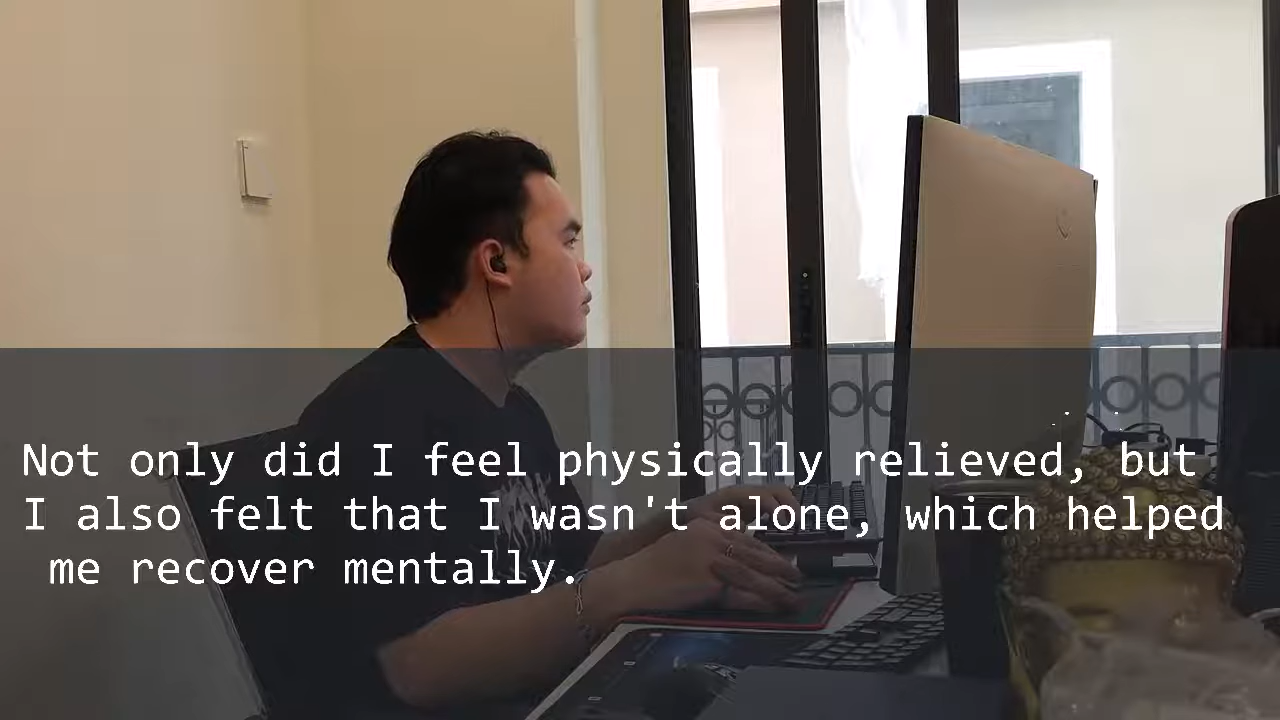 Not only did I feel physically relieved, but
I also felt that I wasn't alone, which helped
me recover mentally.